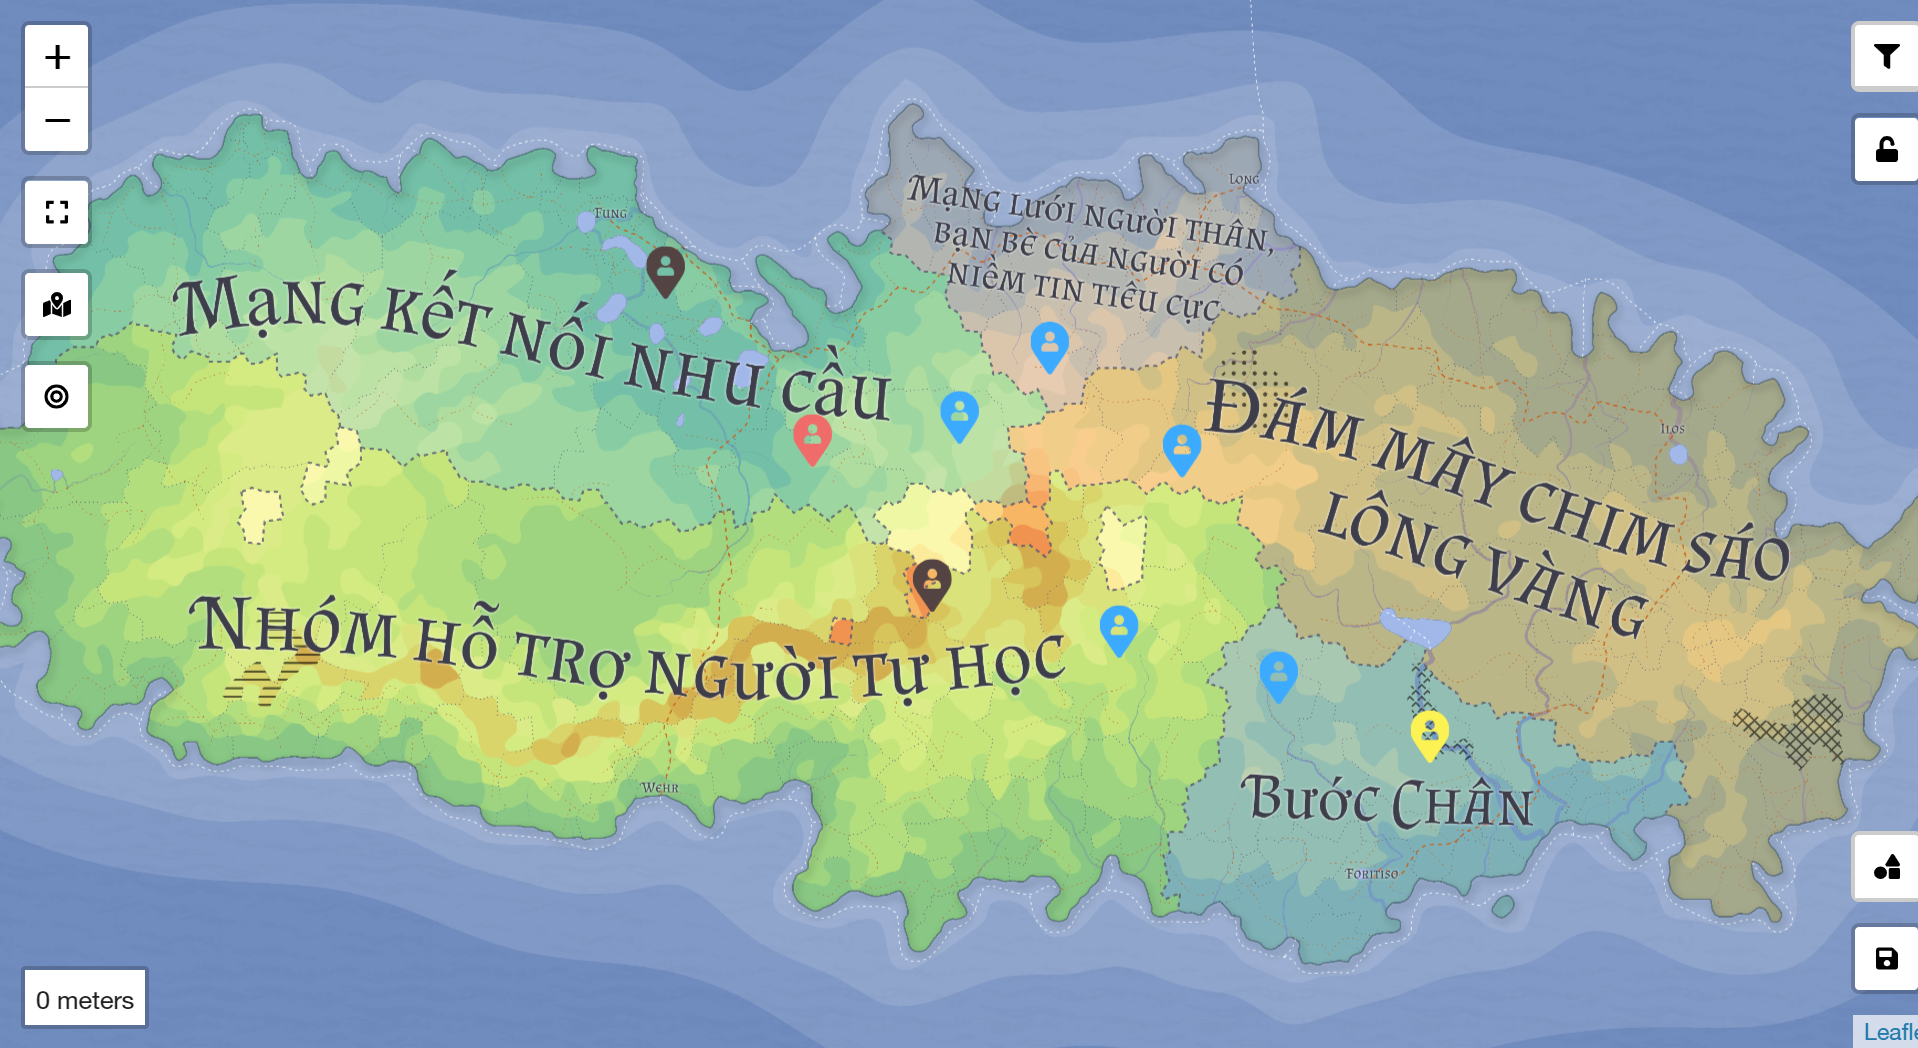 Long
Mạng lưới người thân,
bạn bè của người có
niềm tin tiêu cực
Fung
Mạng kết nối nhu cầu
Đám mây chim sáo
lông vàng
Ilos
Nhóm hỗ trợ người tự học
Wehr
Bước Chân
Foritiso
0 meters
Leafle